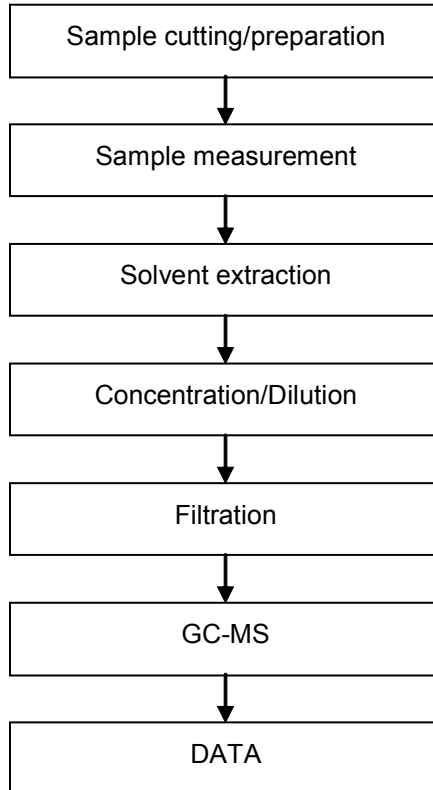 Sample cutting/preparation
Sample measurement
Solvent extraction
Concentration/Dilution
Filtration
GC-MS
DATA